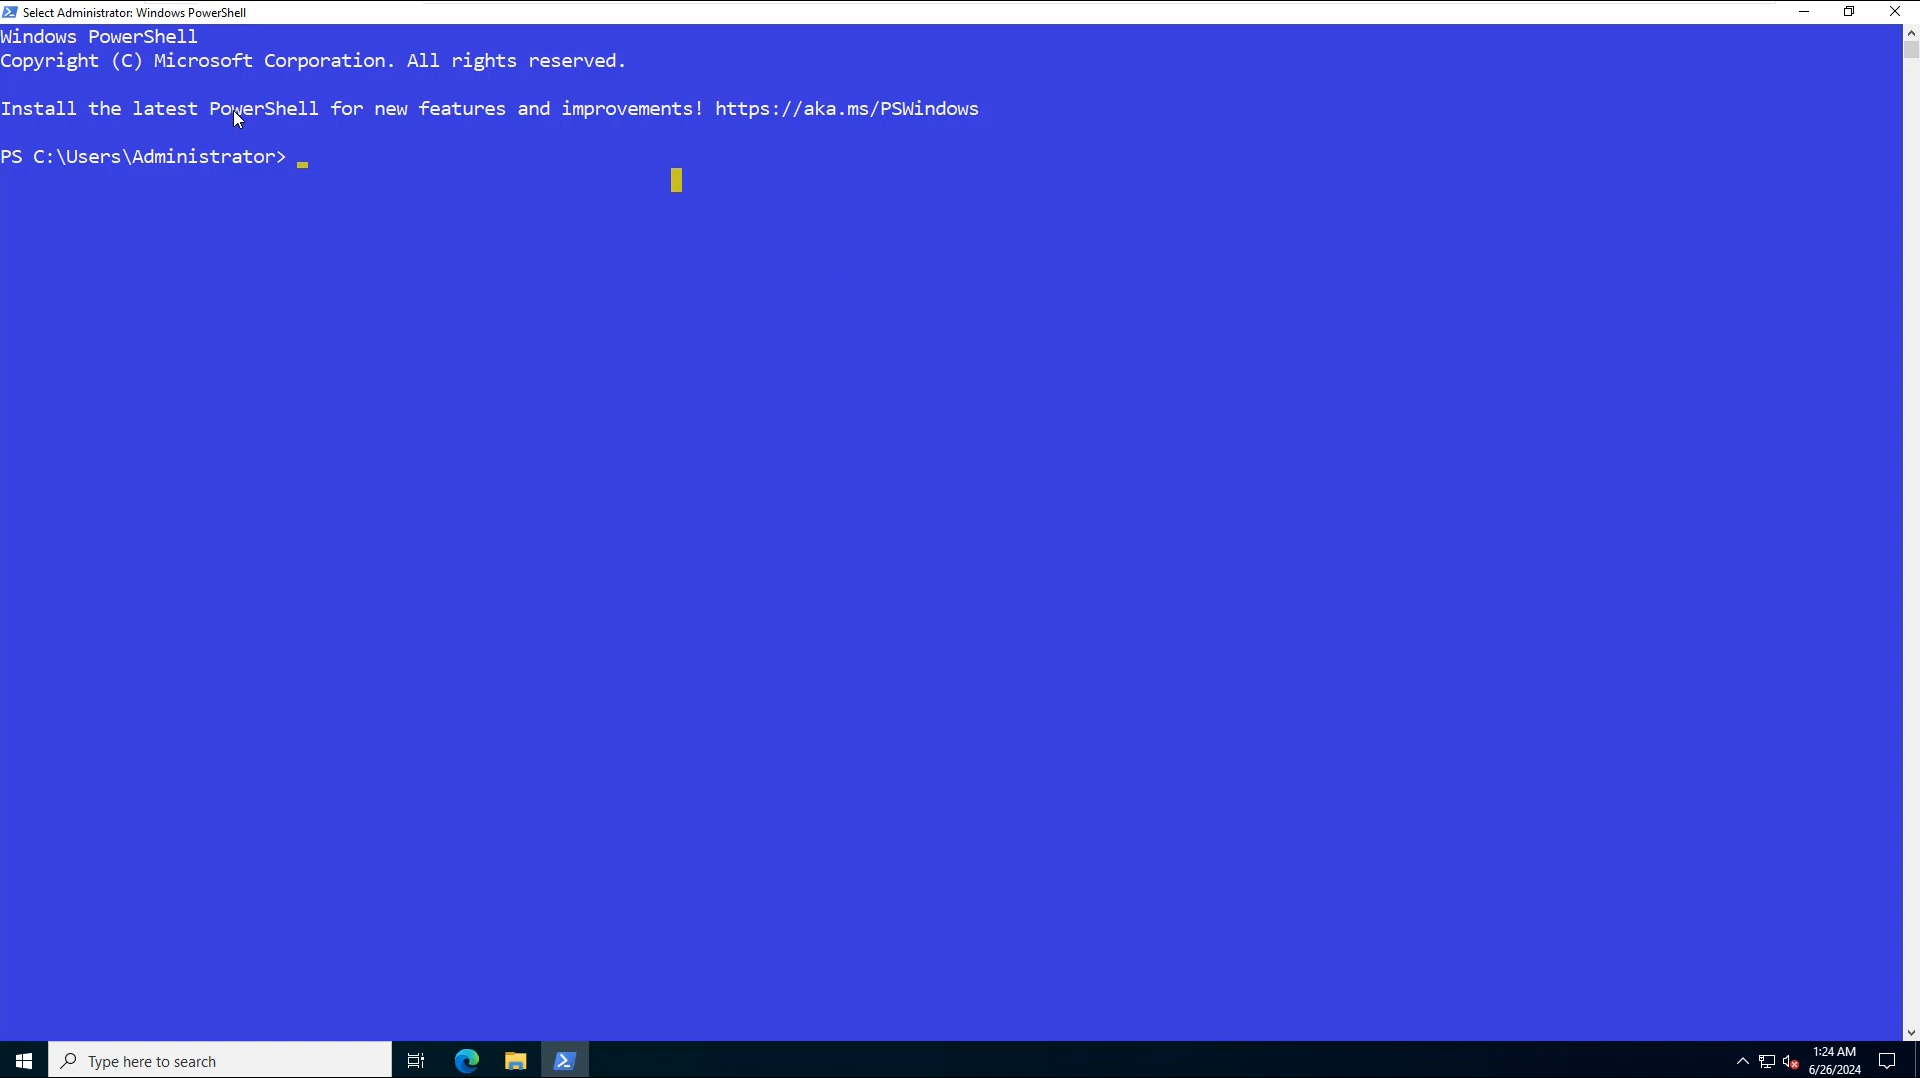 Select Administrator: Windows PowerShell
Windows PowerShell
Copyright (C) Microsoft Corporation. All rights reserved.
Install the latest PowerShell for new features and improvements! https://aka.ms/PSWindows
PS C:\Users\Administrator>
Type here to search
1:24 AM
6/26/2024